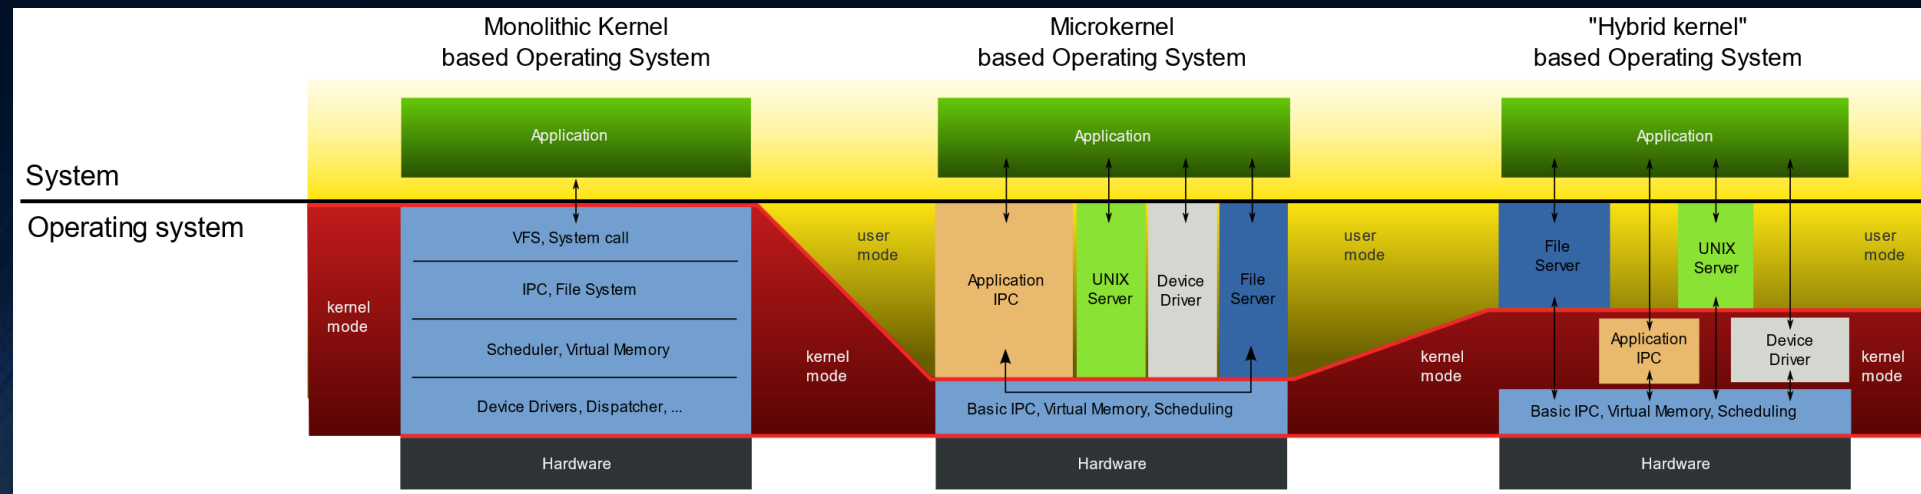 Monolithic Kernel
based Operating System
Microkernel
based Operating System
"Hybrid kernel"
based Operating System
System
Operating system
Application
VFS, System call
IPC, File System
Scheduler, Virtual Memory
Device Drivers, Dispatcher, ...
Hardware
kernel
mode
kernel
mode
user
mode
Application
Application
IPC
UNIX
Server
Device
Driver
File
Server
Basic IPC, Virtual Memory, Scheduling
Hardware
user
mode
kernel
mode
Application
File
Server
UNIX
Server
Application
IPC
Device
Driver
Basic IPC, Virtual Memory, Scheduling
Hardware
user
mode
kernel
mode